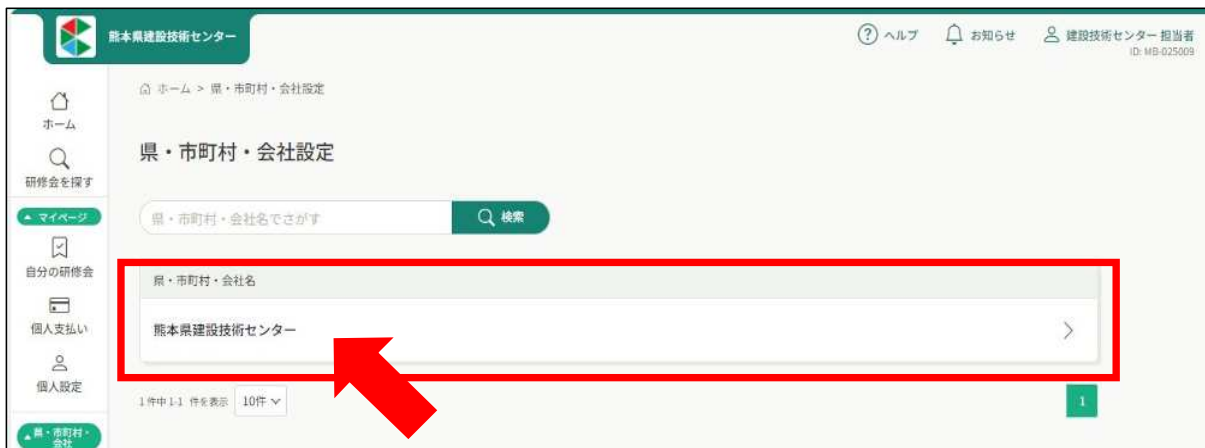 熊本県建設技術センター
ヘルプ
お知らせ
建設技術センター 担当者
ID: MB-025009
ホーム
研修会を探す
マイページ
自分の研修会
個人支払い
個人設定
県・市町村・
会社
ホーム > 県・市町村・会社設定
県・市町村・会社設定
県・市町村・会社名でさがす
検索
県・市町村・会社名
熊本県建設技術センター
1件中 1-1 件を表示 10件
1